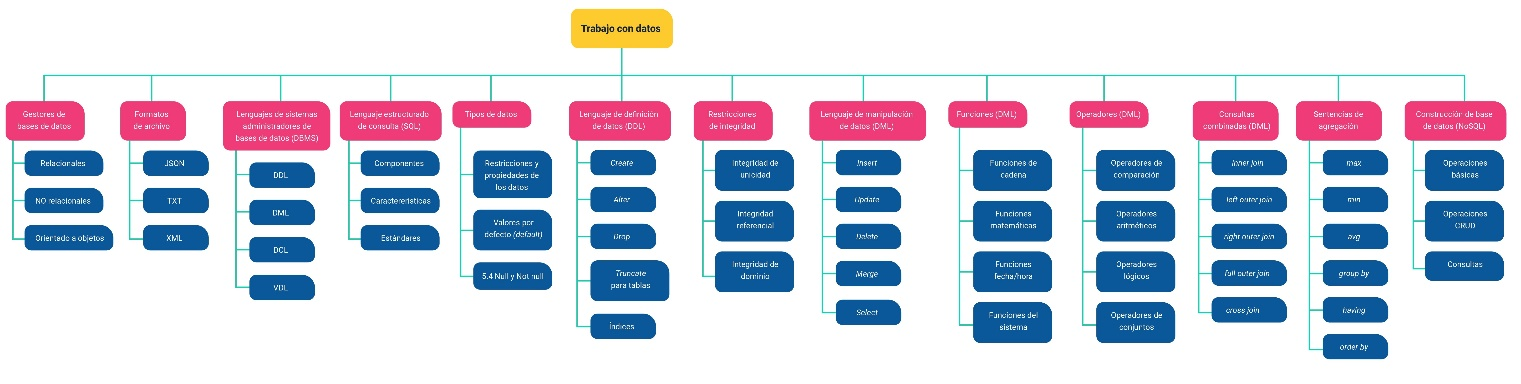 Trabajo con datos
Gestores de
bases de datos
Relacionales
NO relacionales
Orientado a objetos
Formatos
de archivo
JSON
TXT
XML
Lenguajes de sistemas
administradores de
bases de datos (DBMS)
DDL
DML
DCL
VDL
Lenguaje estructurado
de consulta (SQL)
Componentes
Caractereristicas
Estándares
Tipos de datos
Restricciones y
propiedades de
los datos
Valores por
defecto (default)
5.4 Null y Not null
Lenguaje de definición
de datos (DDL)
Create
Alter
Drop
Truncate
para tablas
Índices
Restricciones
de integridad
Integridad de
unicidad
Integridad
referencial
Integridad de
dominio
Lenguaje de manipulación
de datos (DML)
Insert
Update
Delete
Merge
Select
Funciones (DML)
Funciones de
cadena
Funciones
matemáticas
Funciones
fecha/hora
Funciones del
sistema
Operadores (DML)
Operadores de
comparación
Operadores
aritméticos
Operadores
lógicos
Operadores de
conjuntos
Consultas
combinadas (DML)
inner join
left outer join
right outer join
full outer join
cross join
Sentencias de
agregación
max
min
avg
group by
having
order by
Construcción de base
de datos (NoSQL)
Operaciones
básicas
Operaciones
CRUD
Consultas